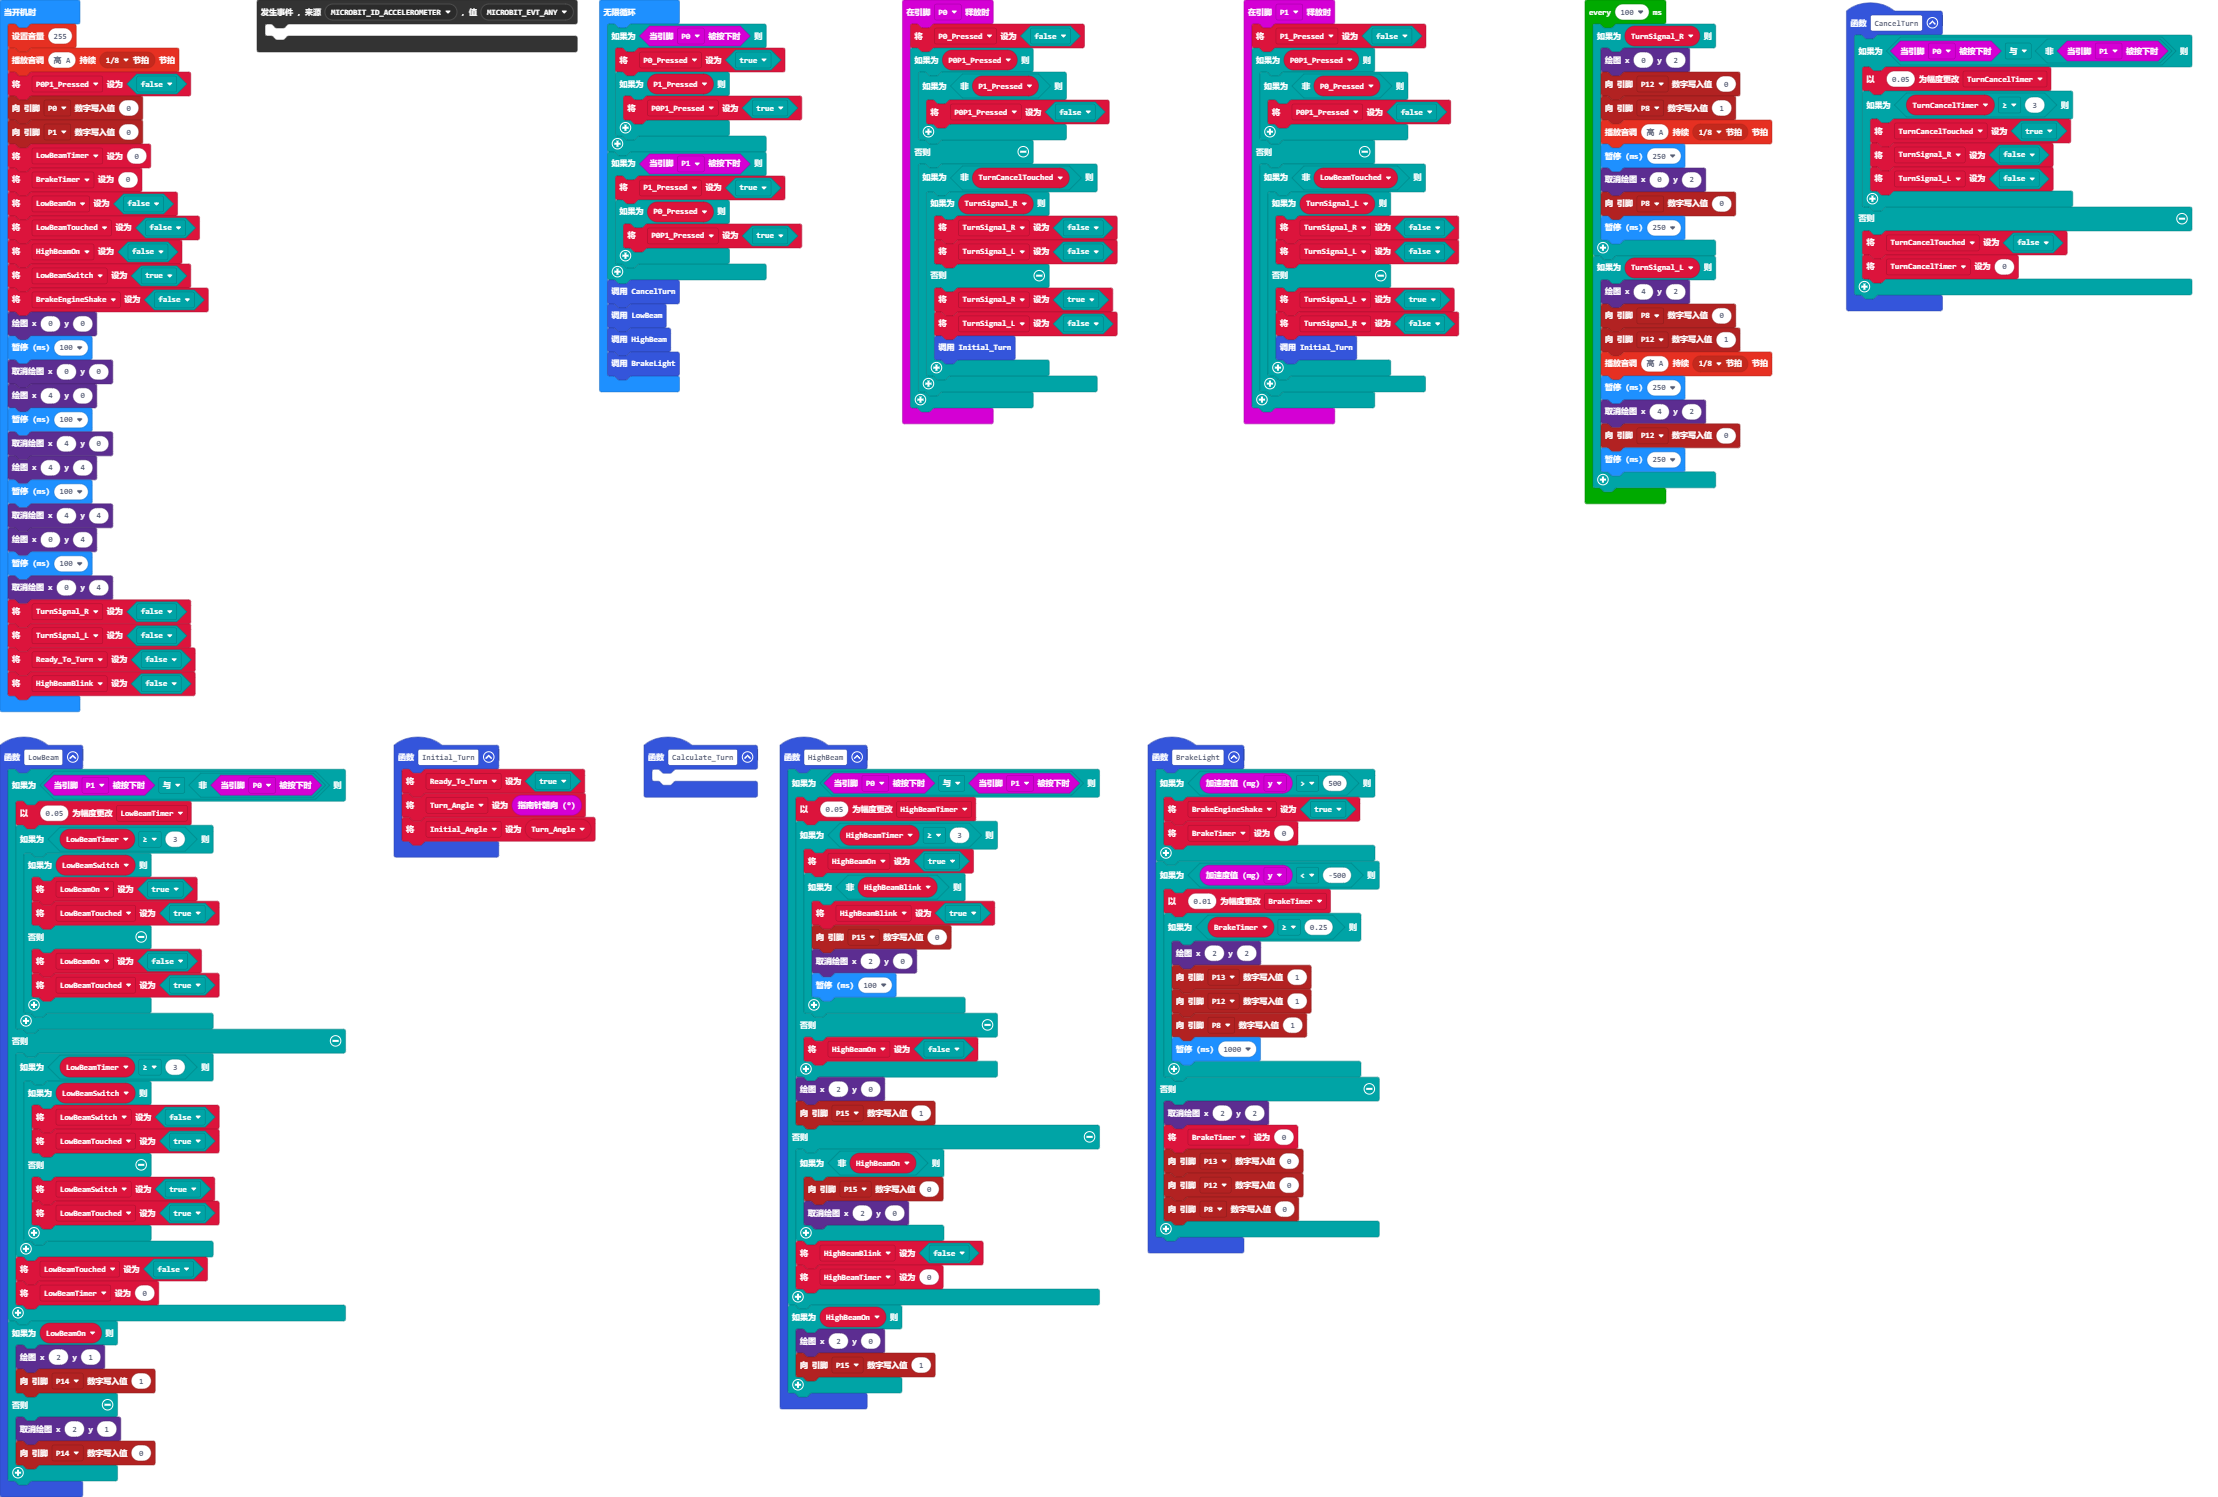 当开机时
设置音量 255
播放音调 高 A 持续 1/8 节拍 节拍
将 P0P1_Pressed 设为 false
向 引脚 P0 数字写入值 0
向 引脚 P1 数字写入值 0
将 LowBeamTimer 设为 0
将 BrakeTimer 设为 0
将 LowBeamOn 设为 false
将 LowBeamTouched 设为 false
将 HighBeamOn 设为 false
将 LowBeamSwitch 设为 true
将 BrakeEngineShake 设为 false
绘图 x 0 y 0
暂停 (ms) 100
取消绘图 x 0 y 0
绘图 x 4 y 0
暂停 (ms) 100
取消绘图 x 4 y 0
绘图 x 4 y 4
暂停 (ms) 100
取消绘图 x 4 y 4
绘图 x 0 y 4
暂停 (ms) 100
取消绘图 x 0 y 4
将 TurnSignal_R 设为 false
将 TurnSignal_L 设为 false
将 Ready_To_Turn 设为 false
将 HighBeamBlink 设为 false
发生事件 , 来源 MICROBIT_ID_ACCELEROMETER , 值 MICROBIT_EVT_ANY
无限循环
如果为 当引脚 P0 被按下时 则
将 P0_Pressed 设为 true
如果为 P1_Pressed 则
将 P0P1_Pressed 设为 true
如果为 当引脚 P1 被按下时 则
将 P1_Pressed 设为 true
如果为 P0_Pressed 则
将 P0P1_Pressed 设为 true
调用 CancelTurn
调用 LowBeam
调用 HighBeam
调用 BrakeLight
在引脚 P0 释放时
将 P0_Pressed 设为 false
如果为 P0P1_Pressed 则
如果为 非 P1_Pressed 则
将 P0P1_Pressed 设为 false
否则
如果为 非 TurnCancelTouched 则
如果为 TurnSignal_R 则
将 TurnSignal_R 设为 false
将 TurnSignal_L 设为 false
否则
将 TurnSignal_R 设为 true
将 TurnSignal_L 设为 false
调用 Initial_Turn
在引脚 P1 释放时
将 P1_Pressed 设为 false
如果为 P0P1_Pressed 则
如果为 非 P0_Pressed 则
将 P0P1_Pressed 设为 false
否则
如果为 非 LowBeamTouched 则
如果为 TurnSignal_L 则
将 TurnSignal_R 设为 false
将 TurnSignal_L 设为 false
否则
将 TurnSignal_L 设为 true
将 TurnSignal_R 设为 false
调用 Initial_Turn
every 100 ms
如果为 TurnSignal_R 则
绘图 x 0 y 2
向 引脚 P12 数字写入值 0
向 引脚 P8 数字写入值 1
播放音调 高 A 持续 1/8 节拍 节拍
暂停 (ms) 250
取消绘图 x 0 y 2
向 引脚 P8 数字写入值 0
暂停 (ms) 250
如果为 TurnSignal_L 则
绘图 x 4 y 2
向 引脚 P8 数字写入值 0
向 引脚 P12 数字写入值 1
播放音调 高 A 持续 1/8 节拍 节拍
暂停 (ms) 250
取消绘图 x 4 y 2
向 引脚 P12 数字写入值 0
暂停 (ms) 250
函数 CancelTurn
如果为 当引脚 P0 被按下时 与 非 当引脚 P1 被按下时 则
以 0.05 为幅度更改 TurnCancelTimer
如果为 TurnCancelTimer ≥ 3 则
将 TurnCancelTouched 设为 true
将 TurnSignal_R 设为 false
将 TurnSignal_L 设为 false
否则
将 TurnCancelTouched 设为 false
将 TurnCancelTimer 设为 0
函数 LowBeam
如果为 当引脚 P1 被按下时 与 非 当引脚 P0 被按下时 则
以 0.05 为幅度更改 LowBeamTimer
如果为 LowBeamTimer ≥ 3 则
如果为 LowBeamSwitch 则
将 LowBeamOn 设为 true
将 LowBeamTouched 设为 true
否则
将 LowBeamOn 设为 false
将 LowBeamTouched 设为 true
否则
如果为 LowBeamTimer ≥ 3 则
如果为 LowBeamSwitch 则
将 LowBeamSwitch 设为 false
将 LowBeamTouched 设为 true
否则
将 LowBeamSwitch 设为 true
将 LowBeamTouched 设为 true
将 LowBeamTouched 设为 false
将 LowBeamTimer 设为 0
如果为 LowBeamOn 则
绘图 x 2 y 1
向 引脚 P14 数字写入值 1
否则
取消绘图 x 2 y 1
向 引脚 P14 数字写入值 0
函数 Initial_Turn
将 Ready_To_Turn 设为 true
将 Turn_Angle 设为 指南针朝向 (°)
将 Initial_Angle 设为 Turn_Angle
函数 Calculate_Turn
函数 HighBeam
如果为 当引脚 P0 被按下时 与 当引脚 P1 被按下时 则
以 0.05 为幅度更改 HighBeamTimer
如果为 HighBeamTimer ≥ 3 则
将 HighBeamOn 设为 true
如果为 非 HighBeamBlink 则
将 HighBeamBlink 设为 true
向 引脚 P15 数字写入值 0
取消绘图 x 2 y 0
暂停 (ms) 100
否则
将 HighBeamOn 设为 false
绘图 x 2 y 0
向 引脚 P15 数字写入值 1
否则
如果为 非 HighBeamOn 则
向 引脚 P15 数字写入值 0
取消绘图 x 2 y 0
将 HighBeamBlink 设为 false
将 HighBeamTimer 设为 0
如果为 HighBeamOn 则
绘图 x 2 y 0
向 引脚 P15 数字写入值 1
函数 BrakeLight
如果为 加速度值 (mg) y > 500 则
将 BrakeEngineShake 设为 true
将 BrakeTimer 设为 0
如果为 加速度值 (mg) y < -500 则
以 0.01 为幅度更改 BrakeTimer
如果为 BrakeTimer ≥ 0.25 则
绘图 x 2 y 2
向 引脚 P13 数字写入值 1
向 引脚 P12 数字写入值 1
向 引脚 P8 数字写入值 1
暂停 (ms) 1000
否则
取消绘图 x 2 y 2
将 BrakeTimer 设为 0
向 引脚 P13 数字写入值 0
向 引脚 P12 数字写入值 0
向 引脚 P8 数字写入值 0